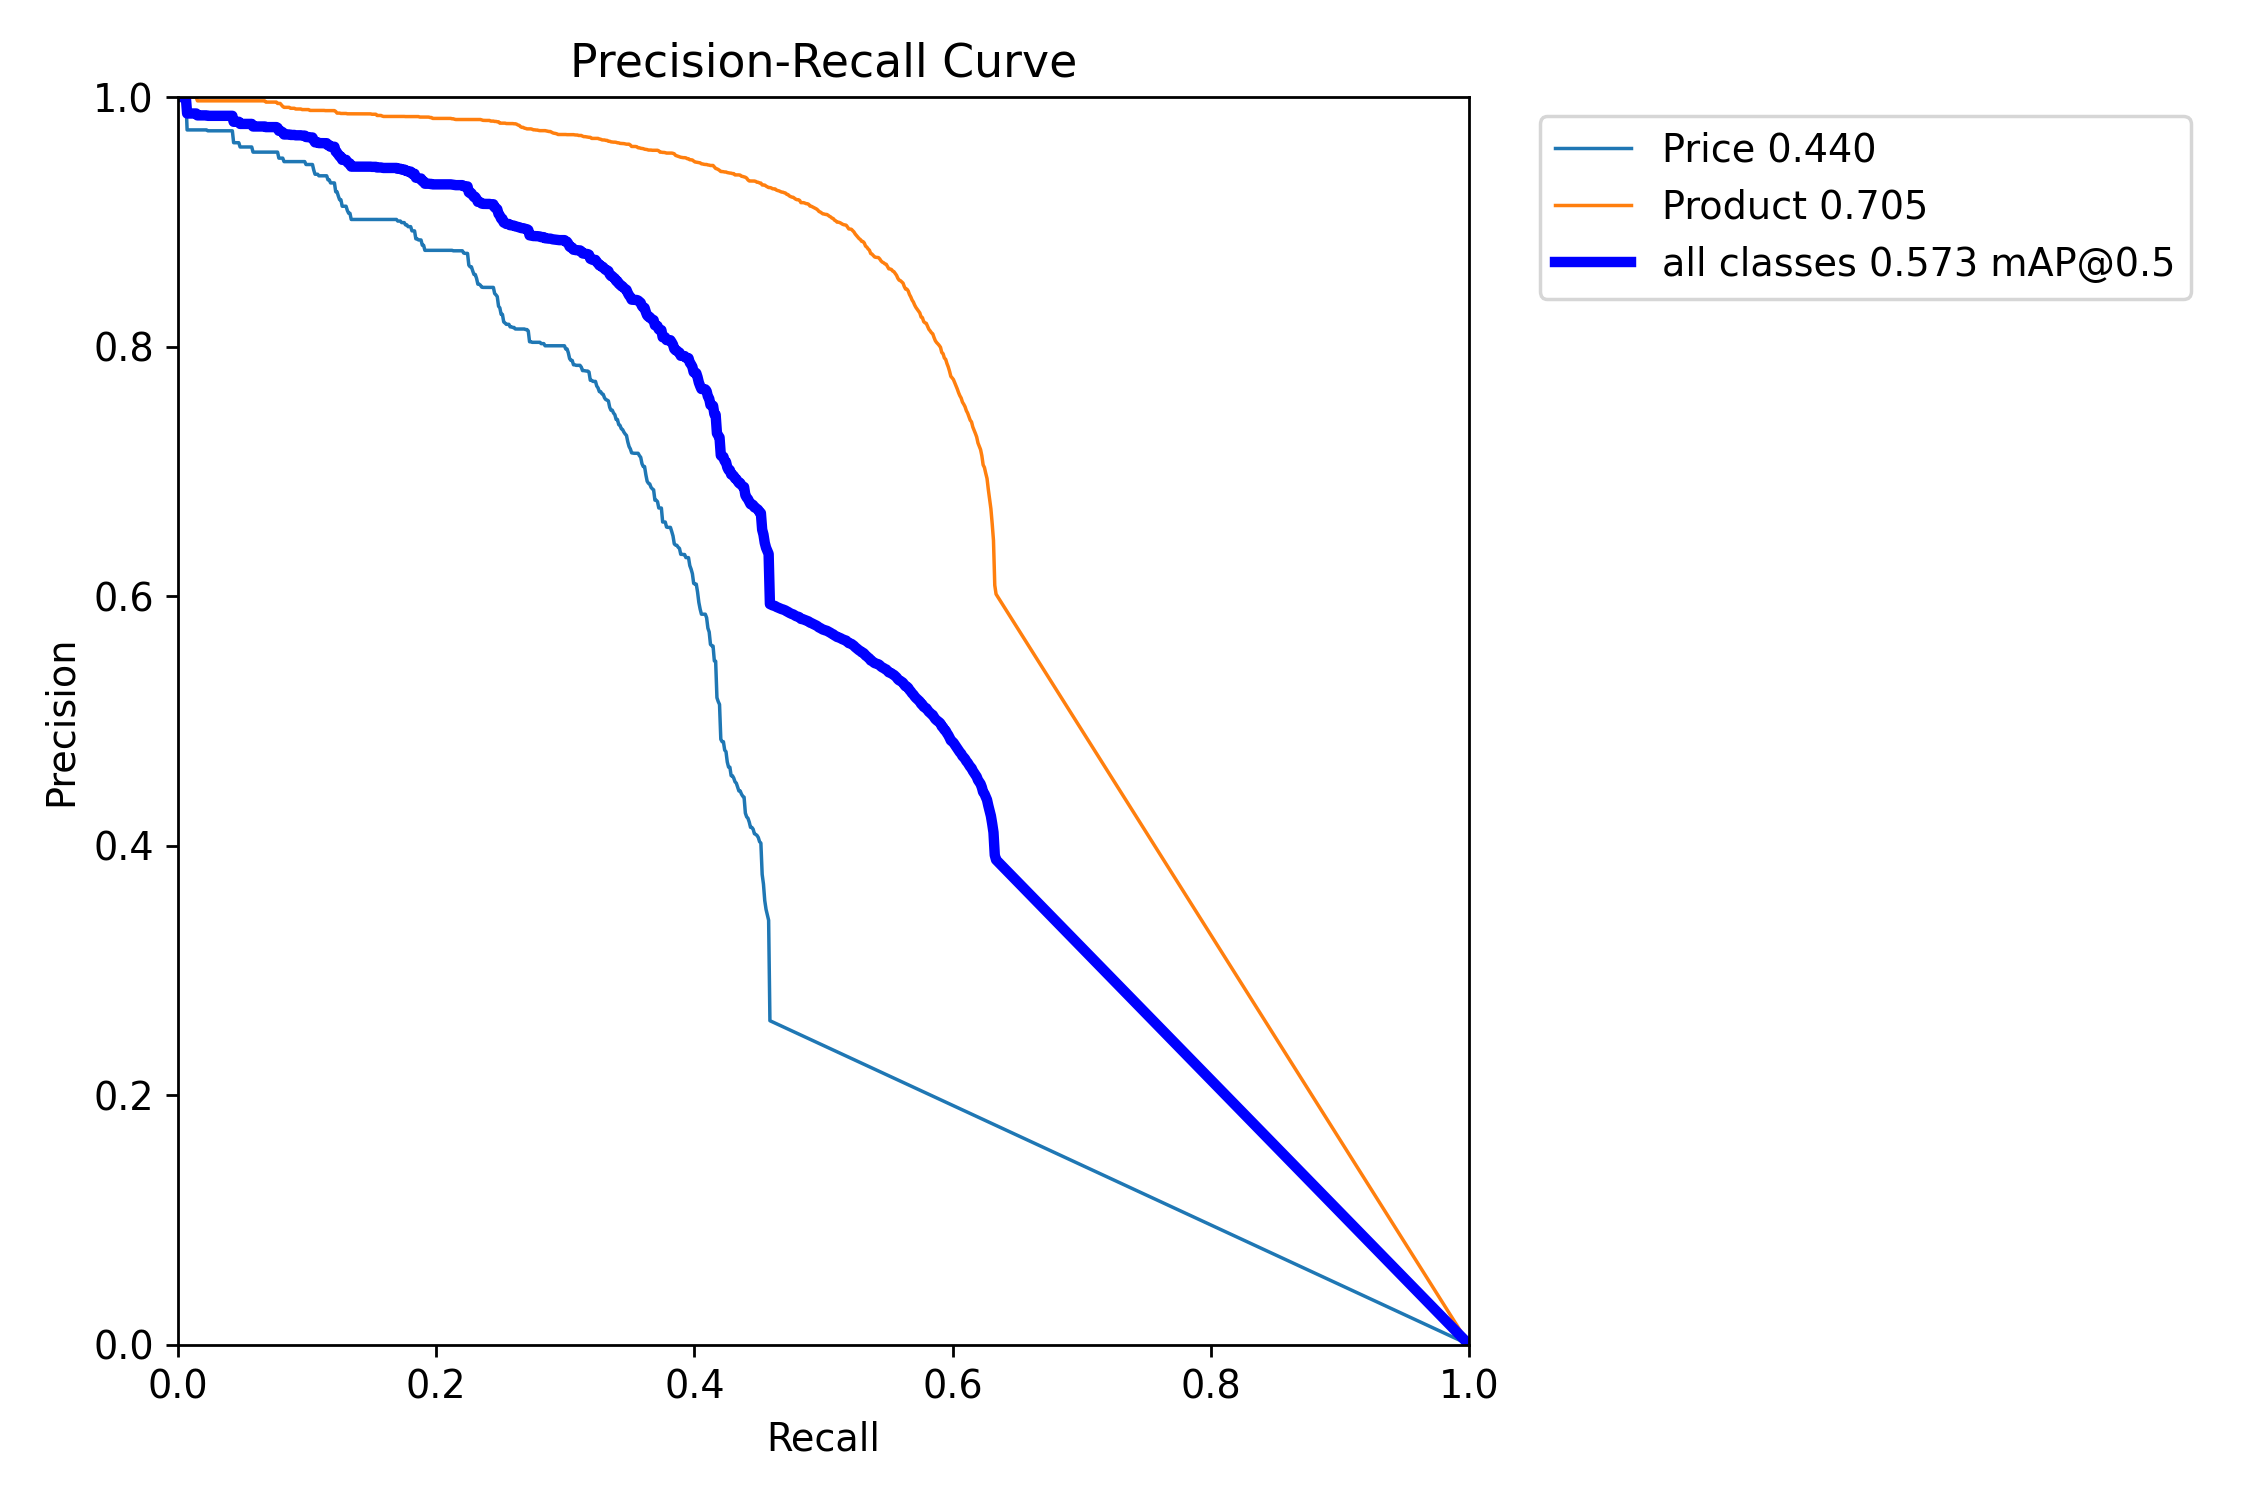 Precision-Recall Curve
Price 0.440
Product 0.705
all classes 0.573 mAP@0.5
Precision
1.0
0.8
0.6
0.4
0.2
0.0
0.0 0.2 0.4 0.6 0.8 1.0
Recall